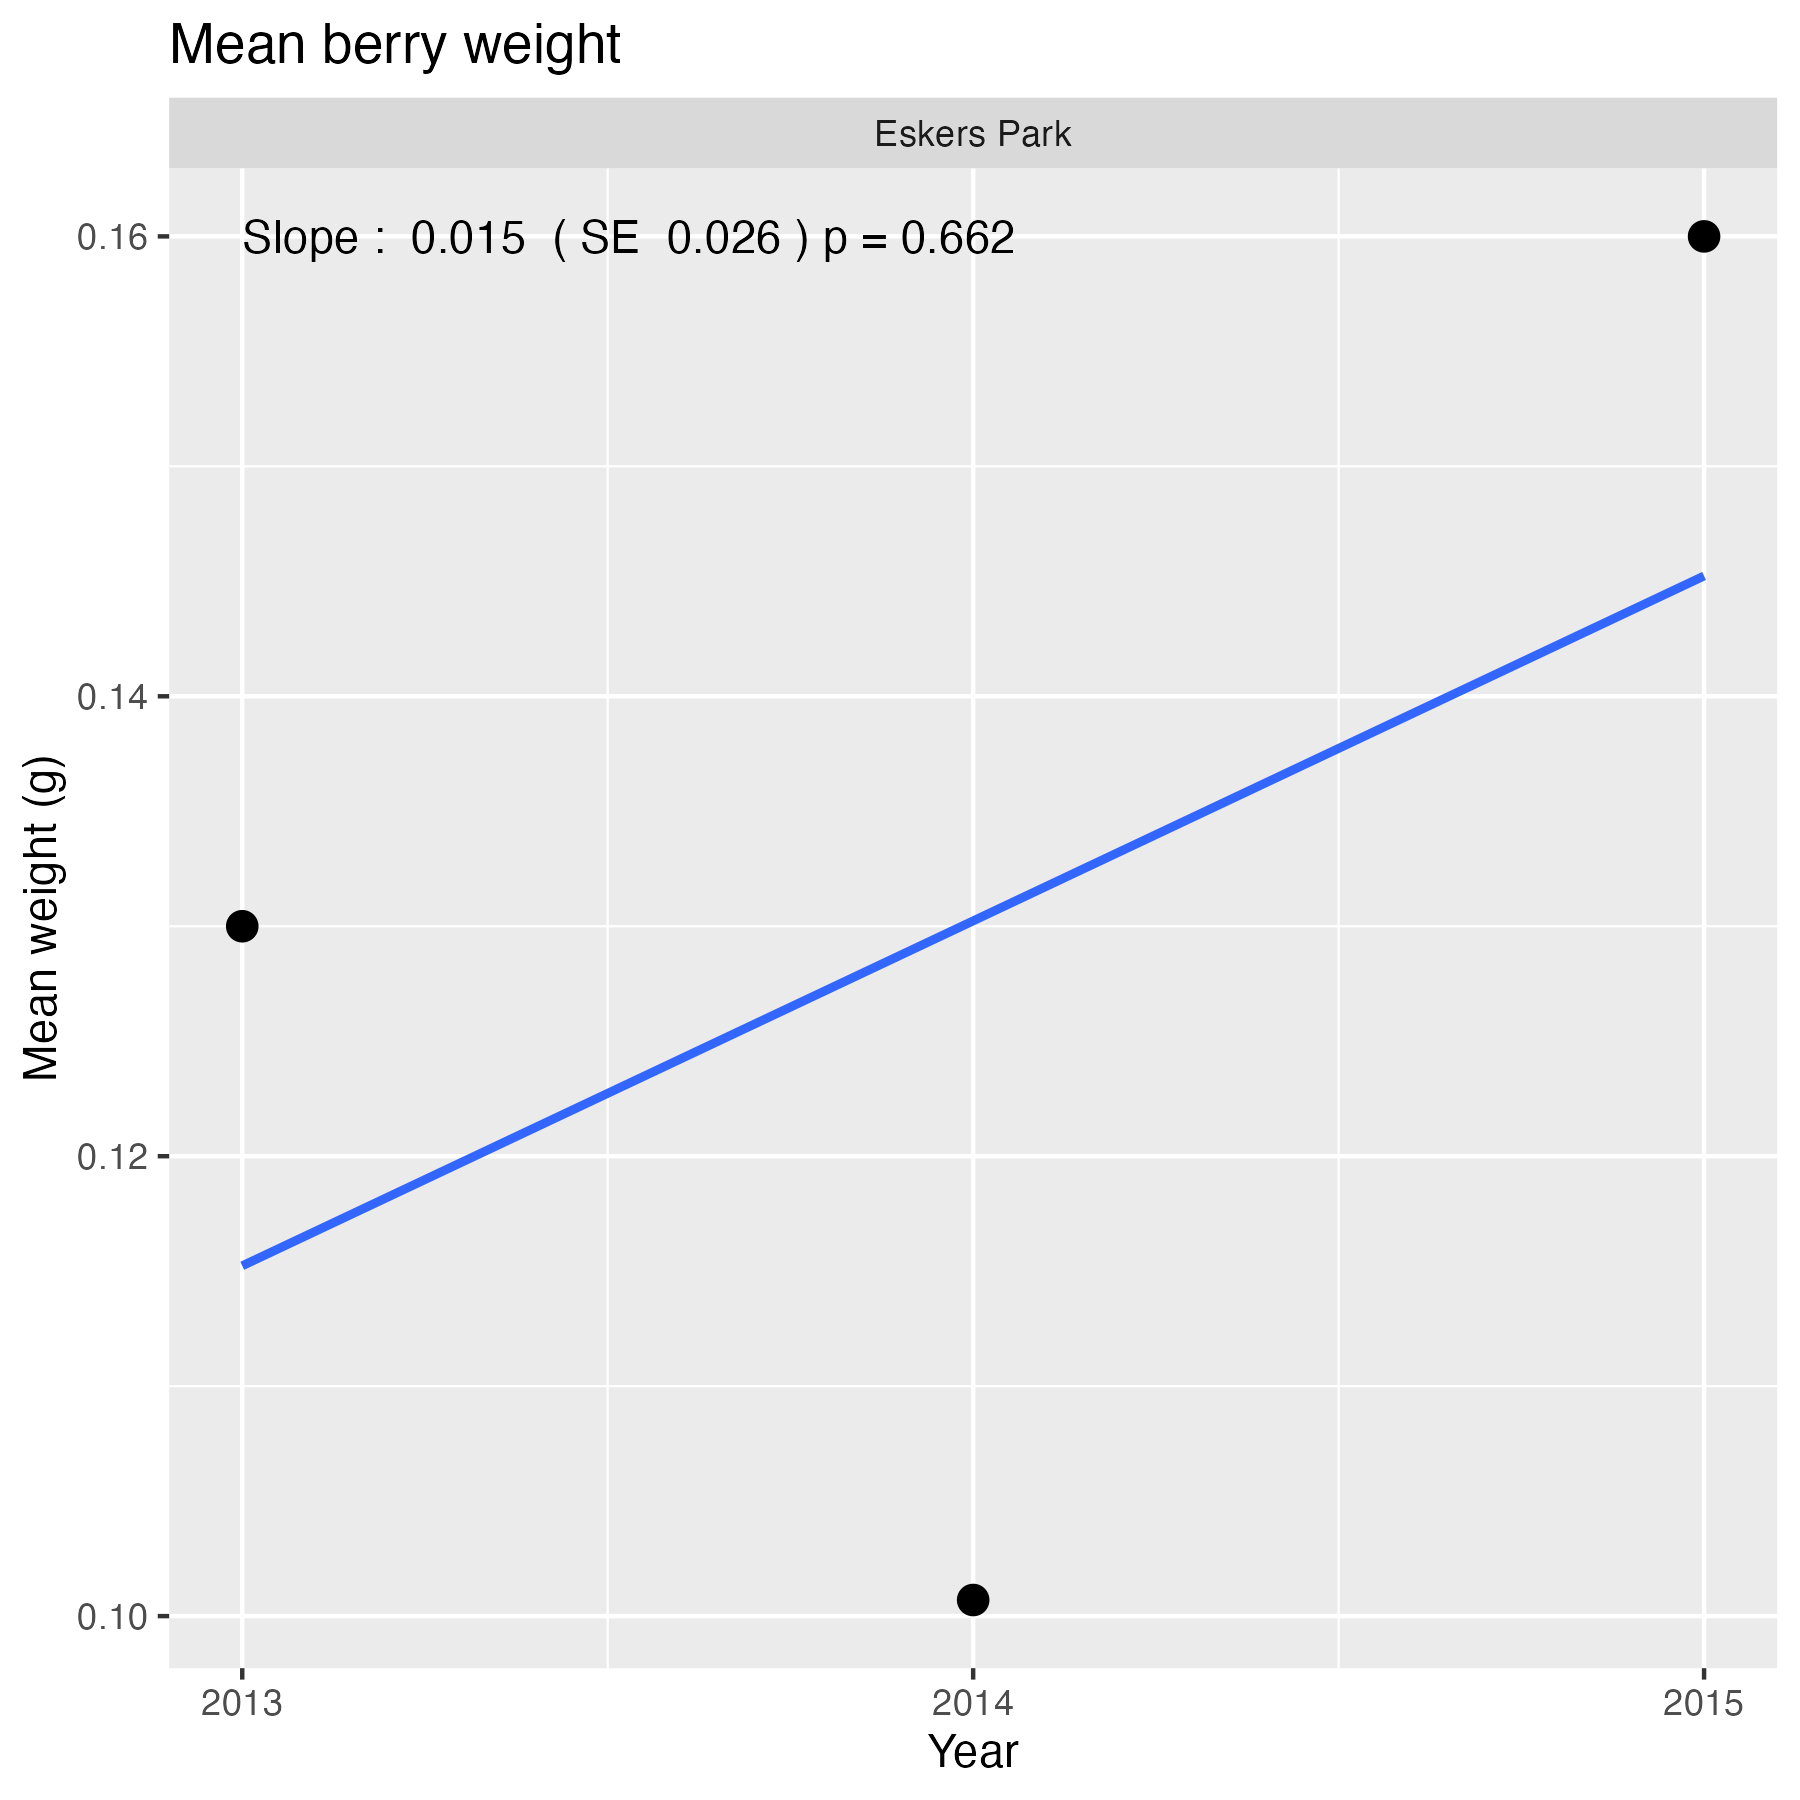 Mean berry weight
Eskers Park
Slope :  0.015  ( SE  0.026 ) p = 0.662
0.16
0.14
0.12
0.10
Mean weight (g)
2013 2014 2015
Year